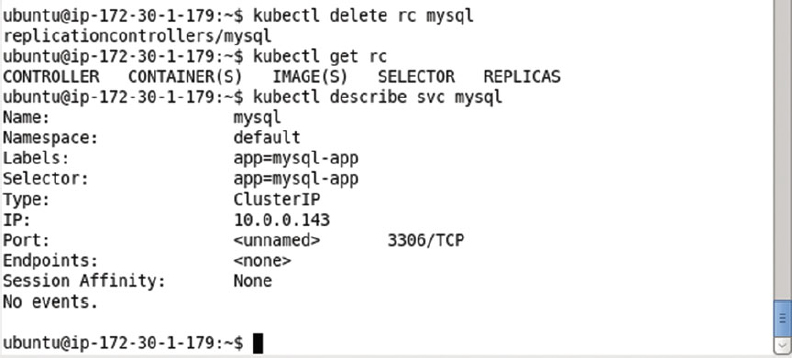 ubuntu@ip-172-30-1-179:~$ kubectl delete rc mysql
replicationcontrollers/mysql
ubuntu@ip-172-30-1-179:~$ kubectl get rc
CONTROLLER   CONTAINER(S)   IMAGE(S)   SELECTOR   REPLICAS
ubuntu@ip-172-30-1-179:~$ kubectl describe svc mysql
Name:                   mysql
Namespace:              default
Labels:                 app=mysql-app
Selector:               app=mysql-app
Type:                   ClusterIP
IP:                     10.0.0.143
Port:                   <unnamed>       3306/TCP
Endpoints:              <none>
Session Affinity:       None
No events.
ubuntu@ip-172-30-1-179:~$